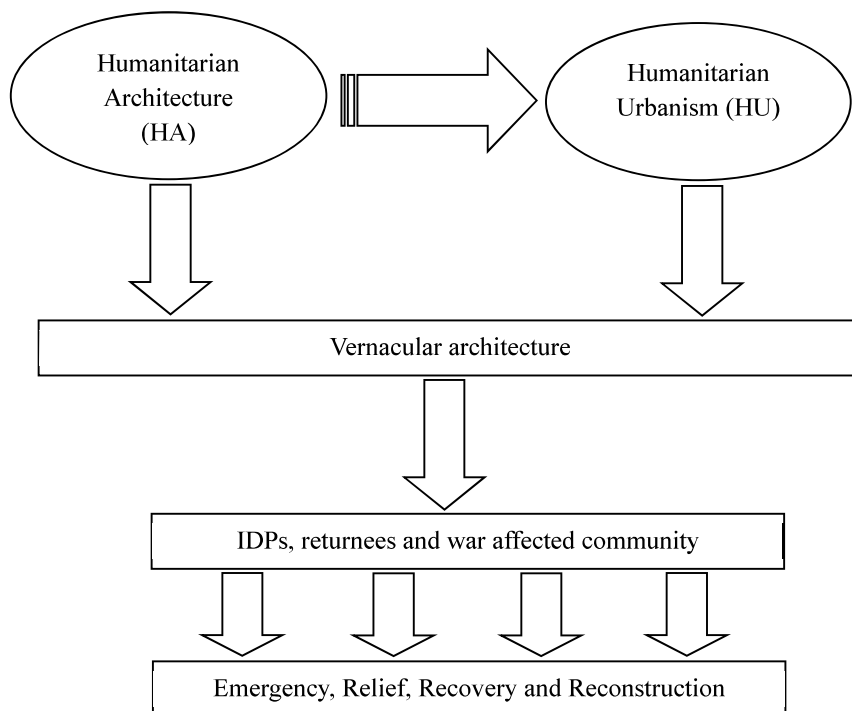 Humanitarian
Architecture
(HA)
Humanitarian
Urbanism (HU)
Vernacular architecture
IDPs, returnees and war affected community
Emergency, Relief, Recovery and Reconstruction